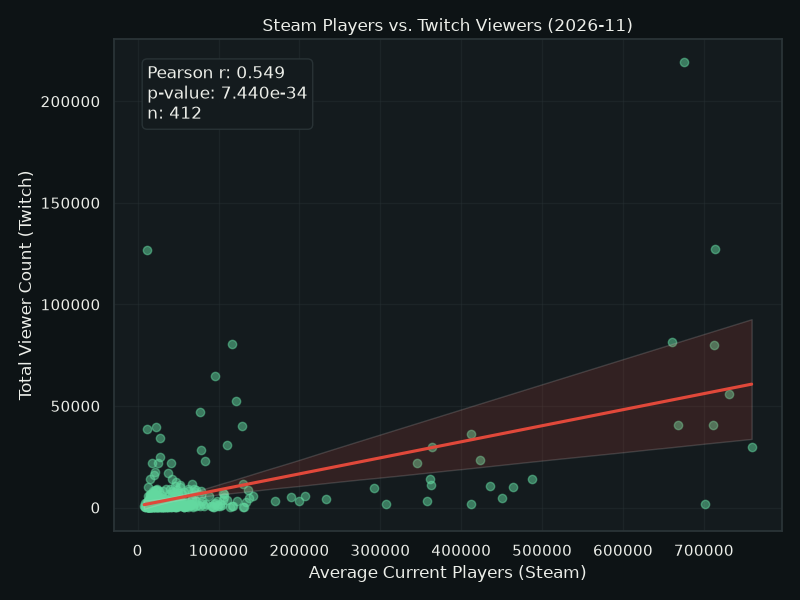 Steam Players vs. Twitch Viewers (2026-11)
Pearson r: 0.549
p-value: 7.440e-34
n: 412
Total Viewer Count (Twitch)
200000
150000
100000
50000
0
0 100000 200000 300000 400000 500000 600000 700000
Average Current Players (Steam)